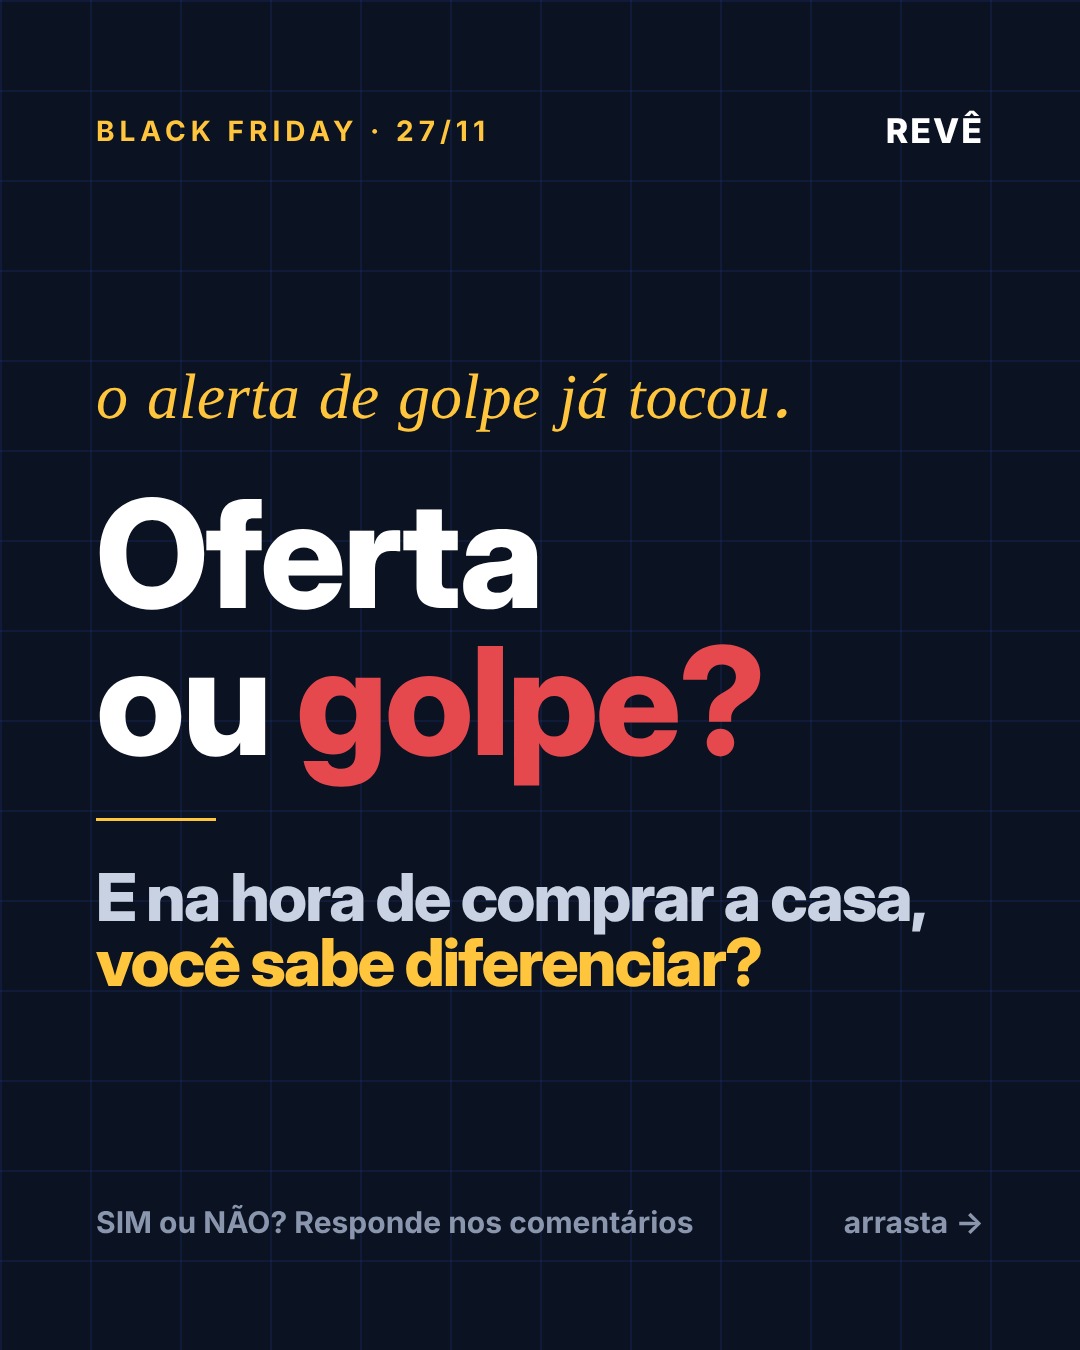 BLACK FRIDAY · 27/11
REVÊ
o alerta de golpe já tocou.
Oferta
ou golpe?
E na hora de comprar a casa,
você sabe diferenciar?
SIM ou NÃO? Responde nos comentários
arrasta →